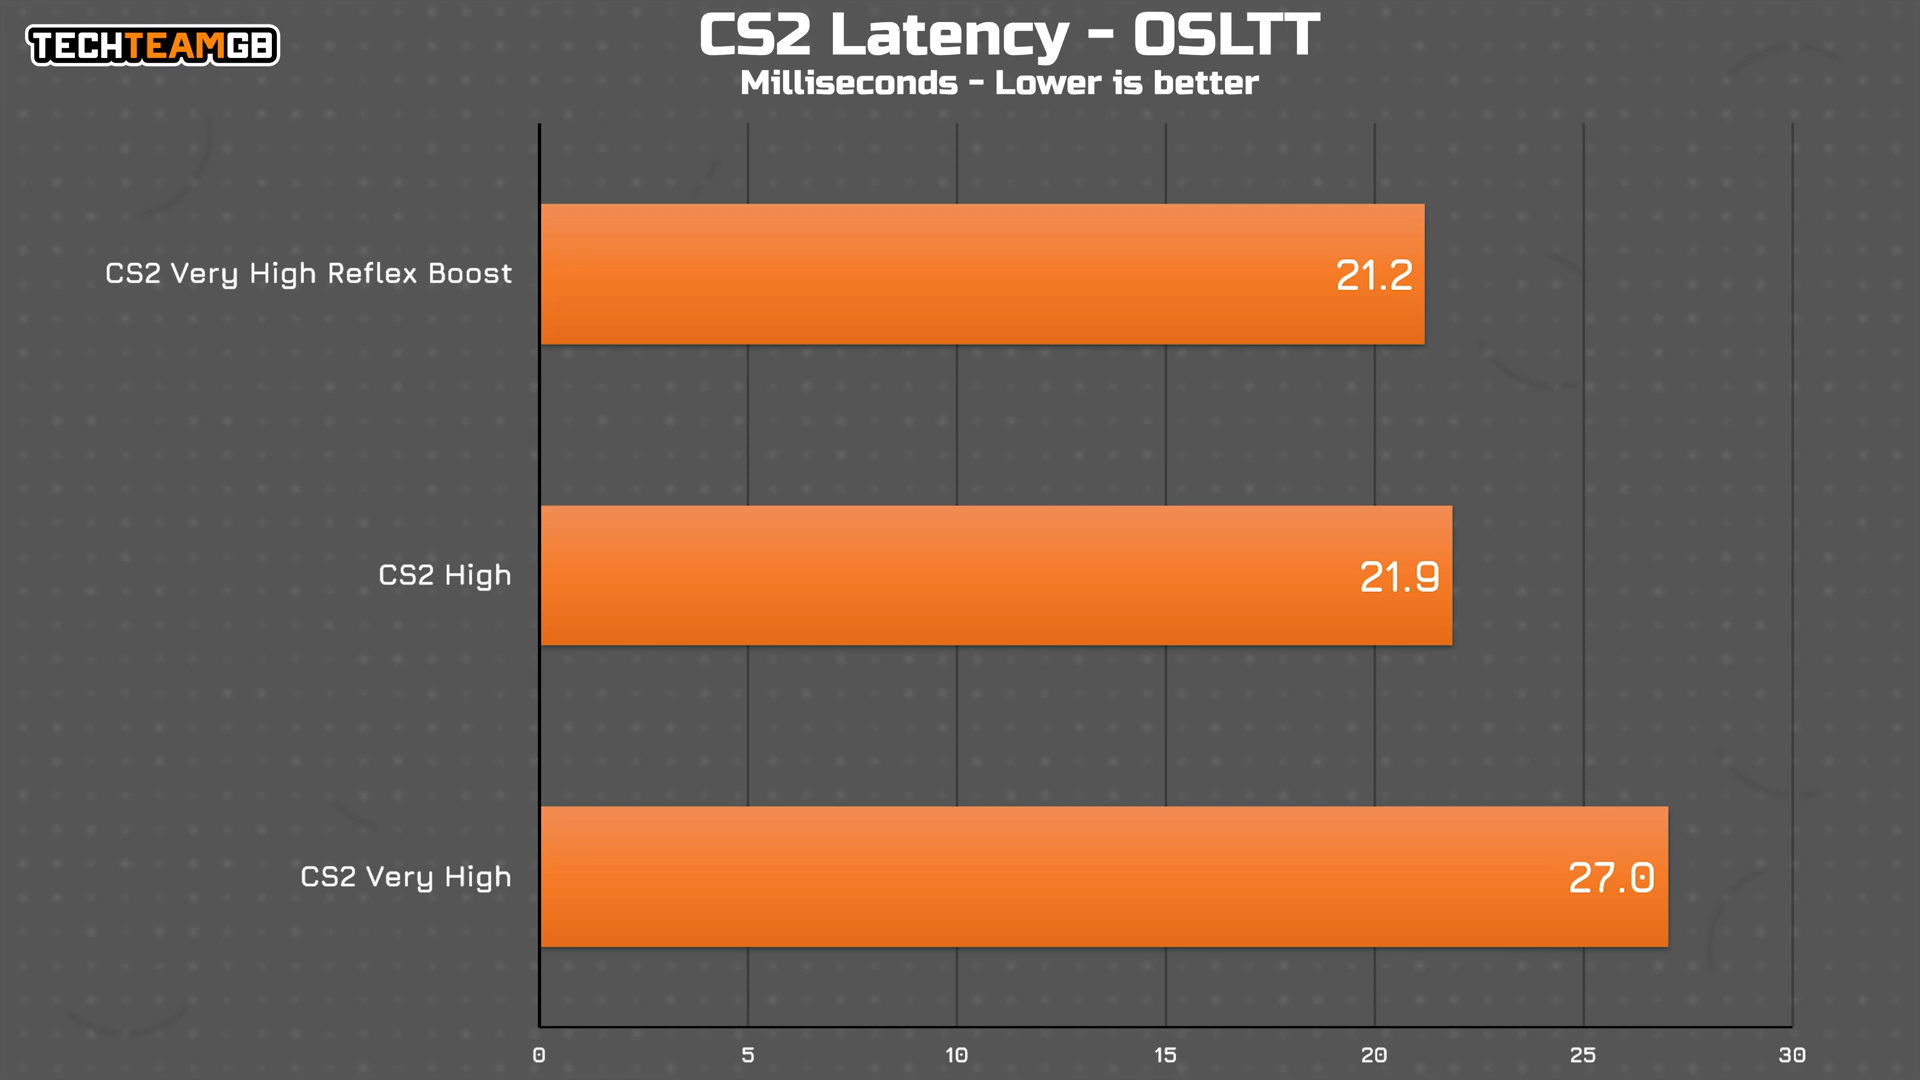 TECHTEAMGB
CS2 Latency - OSLTT
Milliseconds - Lower is better
CS2 Very High Reflex Boost
21.2
CS2 High
21.9
CS2 Very High
27.0
0 5 10 15 20 25 30